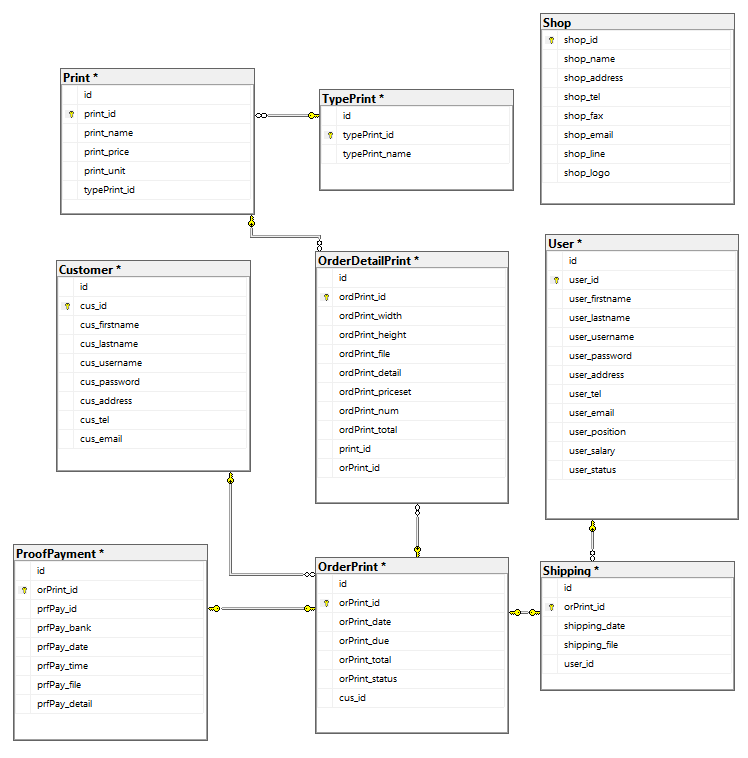 Shop
shop_id
shop_name
shop_address
shop_tel
shop_fax
shop_email
shop_line
shop_logo
Print *
id
print_id
print_name
print_price
print_unit
typePrint_id
TypePrint *
id
typePrint_id
typePrint_name
Customer *
id
cus_id
cus_firstname
cus_lastname
cus_username
cus_password
cus_address
cus_tel
cus_email
OrderDetailPrint *
id
ordPrint_id
ordPrint_width
ordPrint_height
ordPrint_file
ordPrint_detail
ordPrint_priceset
ordPrint_num
ordPrint_total
print_id
orPrint_id
User *
id
user_id
user_firstname
user_lastname
user_username
user_password
user_address
user_tel
user_email
user_position
user_salary
user_status
ProofPayment *
id
orPrint_id
prfPay_id
prfPay_bank
prfPay_date
prfPay_time
prfPay_file
prfPay_detail
OrderPrint *
id
orPrint_id
orPrint_date
orPrint_due
orPrint_total
orPrint_status
cus_id
Shipping *
id
orPrint_id
shipping_date
shipping_file
user_id